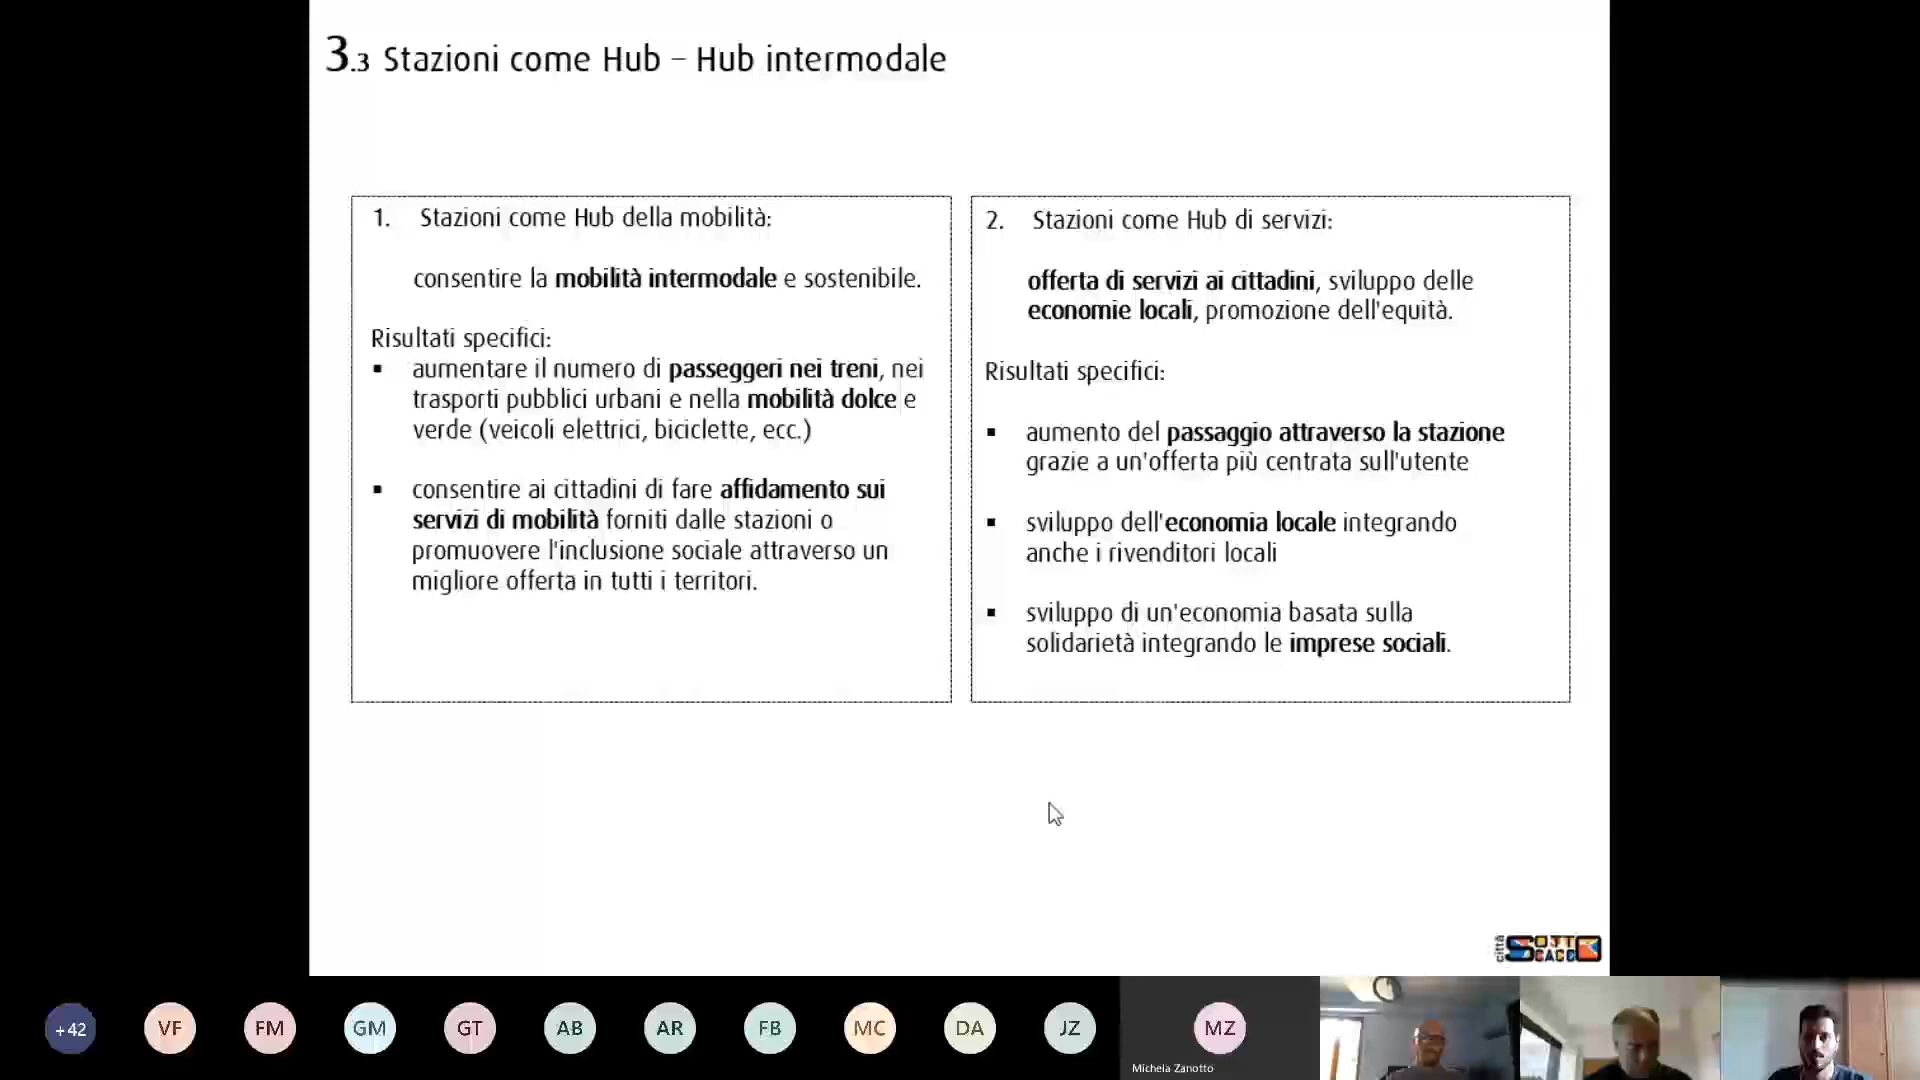 3.3 Stazioni come Hub – Hub intermodale
1. Stazioni come Hub della mobilità:
consentire la mobilità intermodale e sostenibile.
Risultati specifici:
▪ aumentare il numero di passeggeri nei treni, nei
trasporti pubblici urbani e nella mobilità dolce e
verde (veicoli elettrici, biciclette, ecc.)
▪ consentire ai cittadini di fare affidamento sui
servizi di mobilità forniti dalle stazioni o
promuovere l'inclusione sociale attraverso un
migliore offerta in tutti i territori.
2. Stazioni come Hub di servizi:
offerta di servizi ai cittadini, sviluppo delle
economie locali, promozione dell'equità.
Risultati specifici:
▪ aumento del passaggio attraverso la stazione
grazie a un'offerta più centrata sull'utente
▪ sviluppo dell'economia locale integrando
anche i rivenditori locali
▪ sviluppo di un'economia basata sulla
solidarietà integrando le imprese sociali.
città
SOTTO
SCACCO
+42 VF FM GM GT AB AR FB MC DA JZ MZ
Michela Zanotto